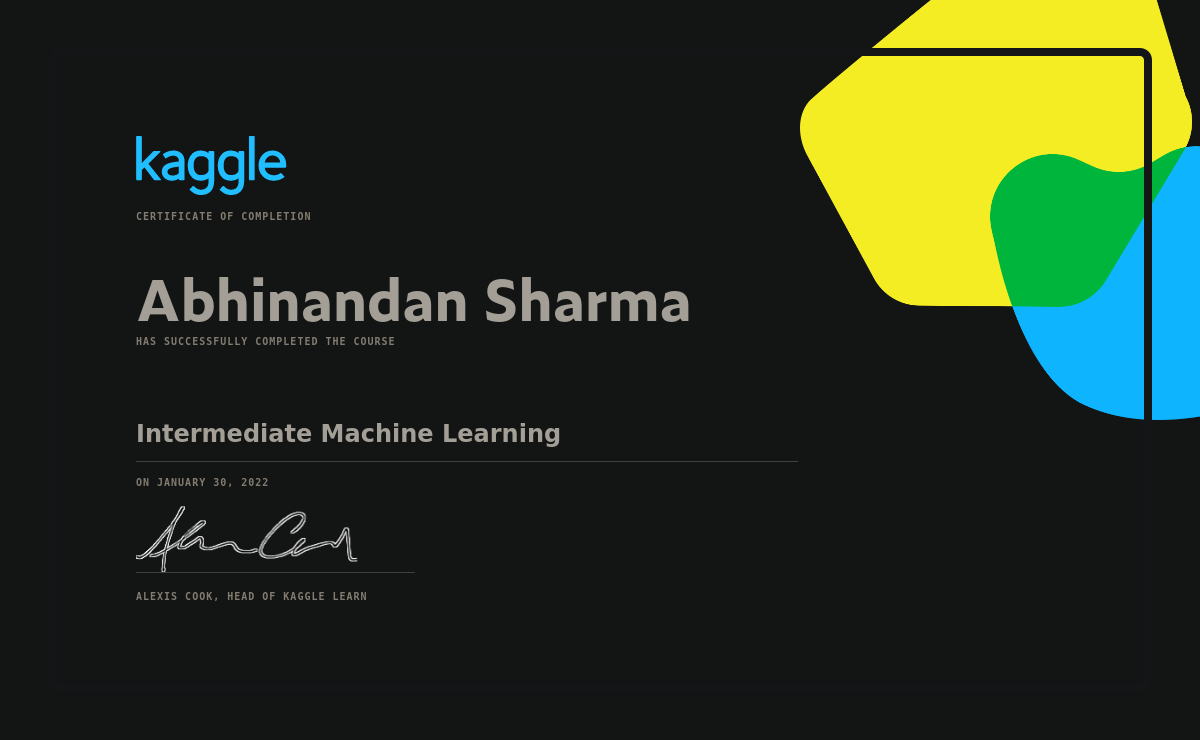 kaggle
CERTIFICATE OF COMPLETION
Abhinandan Sharma
HAS SUCCESSFULLY COMPLETED THE COURSE
Intermediate Machine Learning
ON JANUARY 30, 2022
ALEXIS COOK, HEAD OF KAGGLE LEARN